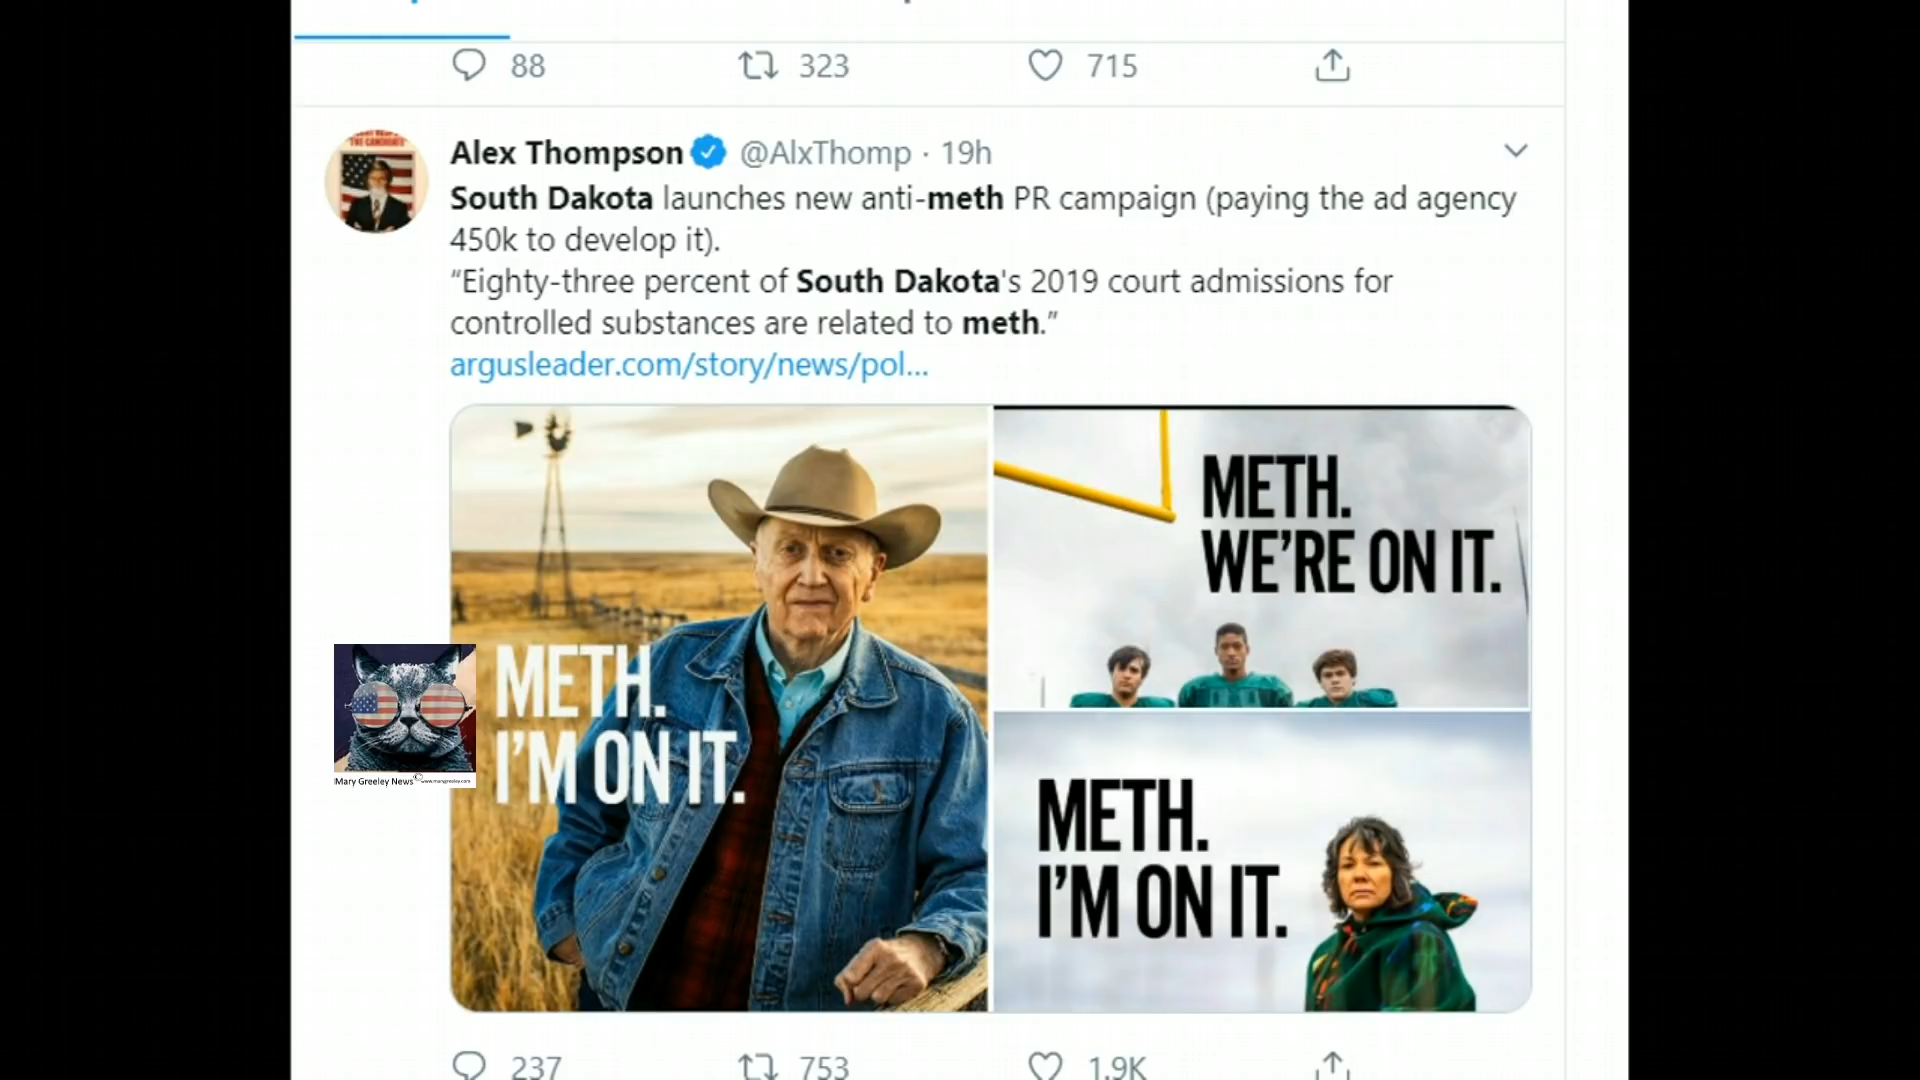 88 323 715
Alex Thompson @AlxThomp · 19h
South Dakota launches new anti-meth PR campaign (paying the ad agency
450k to develop it).
“Eighty-three percent of South Dakota's 2019 court admissions for
controlled substances are related to meth.”
argusleader.com/story/news/pol...
METH.
I'M ON IT.
METH.
WE'RE ON IT.
METH.
I'M ON IT.
Mary Greeley News© www.marygreeley.com
237 753 1.9K